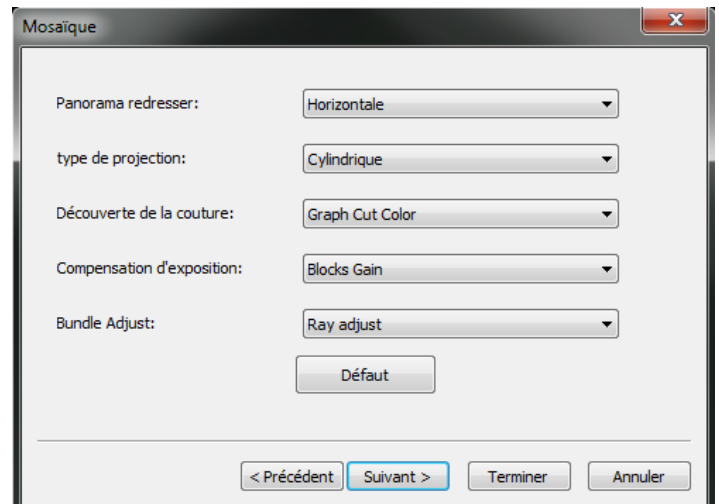 Mosaïque
Panorama redresser: Horizontale
type de projection: Cylindrique
Découverte de la couture: Graph Cut Color
Compensation d'exposition: Blocks Gain
Bundle Adjust: Ray adjust
Défaut
< Précédent Suivant > Terminer Annuler